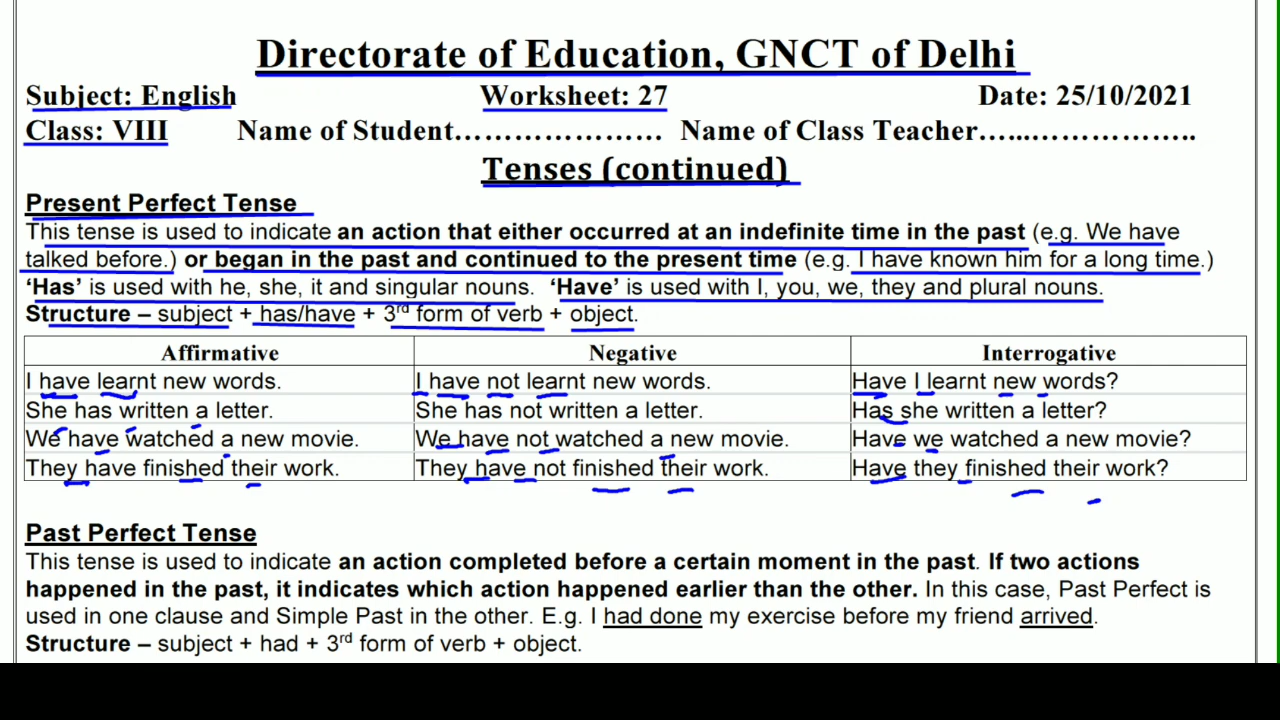 Directorate of Education, GNCT of Delhi
Subject: English Worksheet: 27 Date: 25/10/2021
Class: VIII Name of Student………………… Name of Class Teacher…...……………..
Tenses (continued)
Present Perfect Tense
This tense is used to indicate an action that either occurred at an indefinite time in the past (e.g. We have
talked before.) or began in the past and continued to the present time (e.g. I have known him for a long time.)
‘Has’ is used with he, she, it and singular nouns. ‘Have’ is used with I, you, we, they and plural nouns.
Structure – subject + has/have + 3rd form of verb + object.
Affirmative Negative Interrogative
I have learnt new words. I have not learnt new words. Have I learnt new words?
She has written a letter. She has not written a letter. Has she written a letter?
We have watched a new movie. We have not watched a new movie. Have we watched a new movie?
They have finished their work. They have not finished their work. Have they finished their work?
Past Perfect Tense
This tense is used to indicate an action completed before a certain moment in the past. If two actions
happened in the past, it indicates which action happened earlier than the other. In this case, Past Perfect is
used in one clause and Simple Past in the other. E.g. I had done my exercise before my friend arrived.
Structure – subject + had + 3rd form of verb + object.